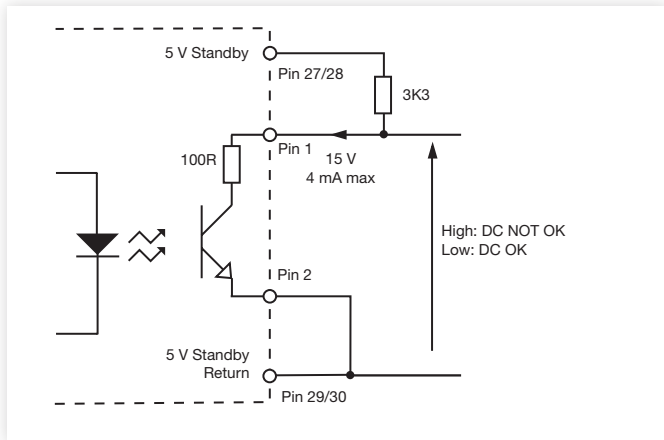 5 V Standby
Pin 27/28
3K3
Pin 1
100R
15 V
4 mA max
High: DC NOT OK
Low: DC OK
Pin 2
5 V Standby
Return
Pin 29/30